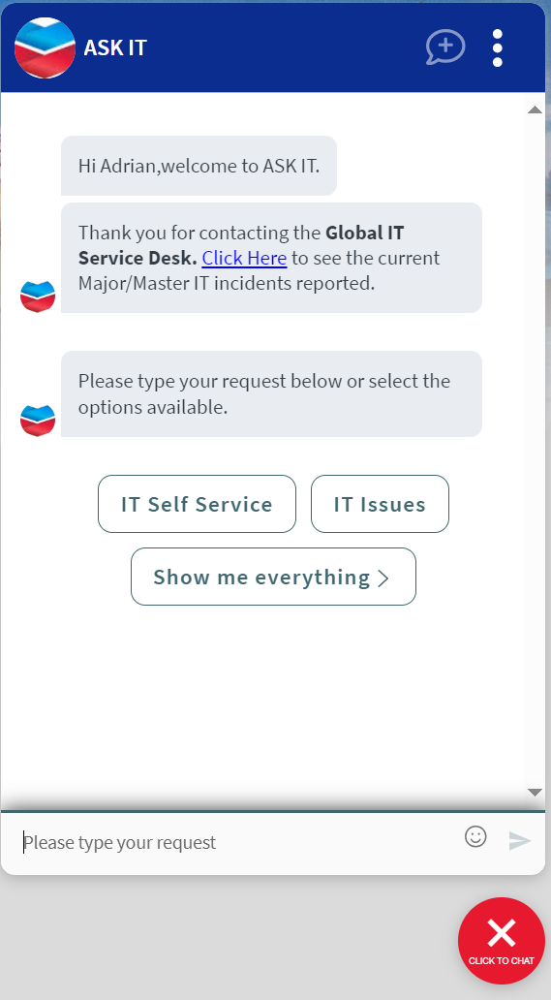 ASK IT
Hi Adrian,welcome to ASK IT.
Thank you for contacting the Global IT
Service Desk. Click Here to see the current
Major/Master IT incidents reported.
Please type your request below or select the
options available.
IT Self Service
IT Issues
Show me everything
Please type your request
CLICK TO CHAT